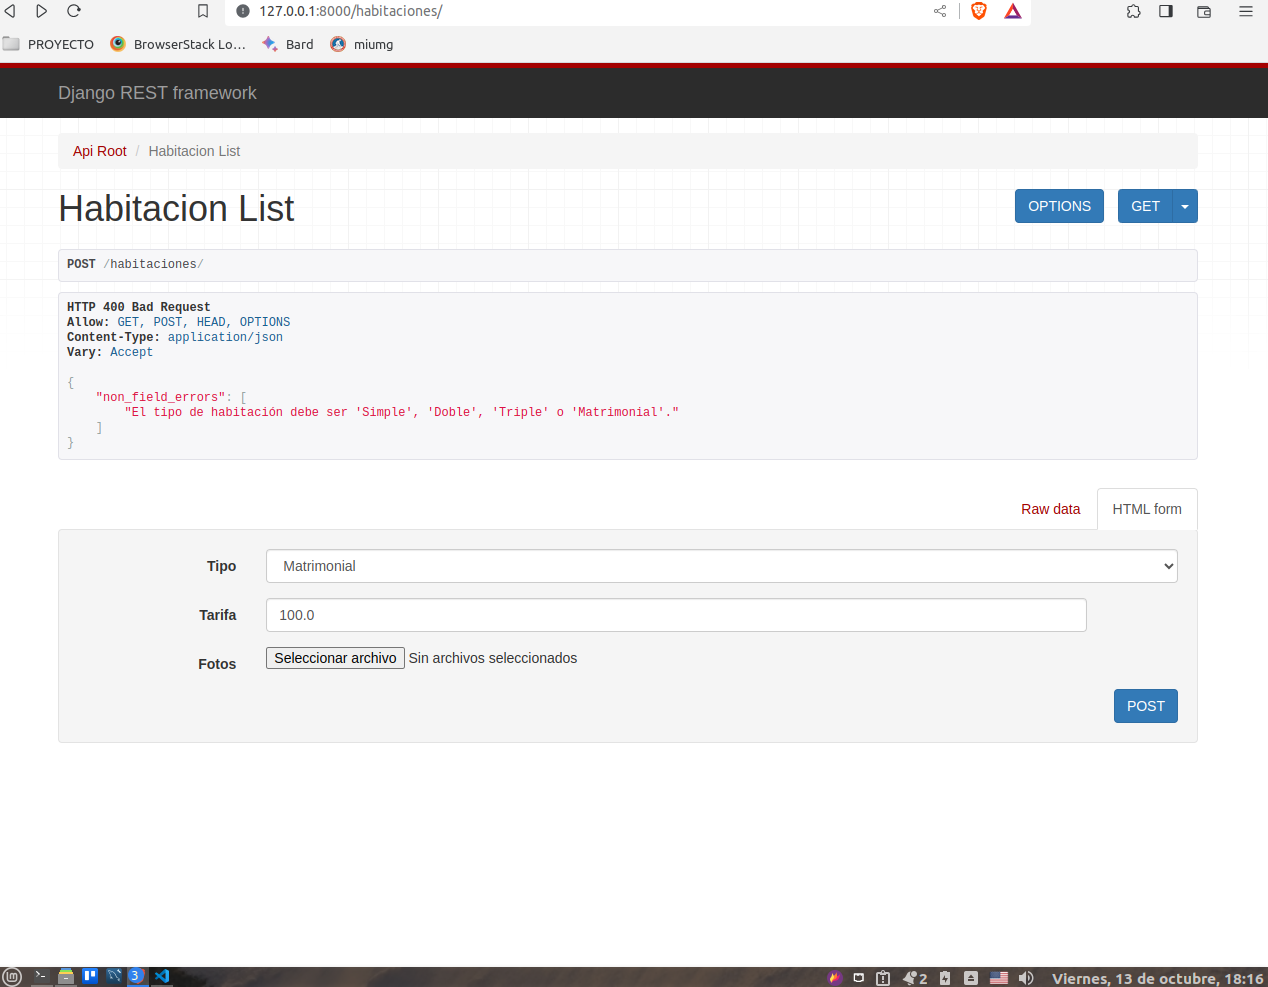 127.0.0.1:8000/habitaciones/
PROYECTO BrowserStack Lo... Bard miumg
Django REST framework
Api Root / Habitacion List
Habitacion List
OPTIONS GET
POST /habitaciones/
HTTP 400 Bad Request
Allow: GET, POST, HEAD, OPTIONS
Content-Type: application/json
Vary: Accept
{
"non_field_errors": [
"El tipo de habitación debe ser 'Simple', 'Doble', 'Triple' o 'Matrimonial'."
]
}
Raw data HTML form
Tipo Matrimonial
Tarifa 100.0
Fotos Seleccionar archivo Sin archivos seleccionados
POST
3 2 Viernes, 13 de octubre, 18:16